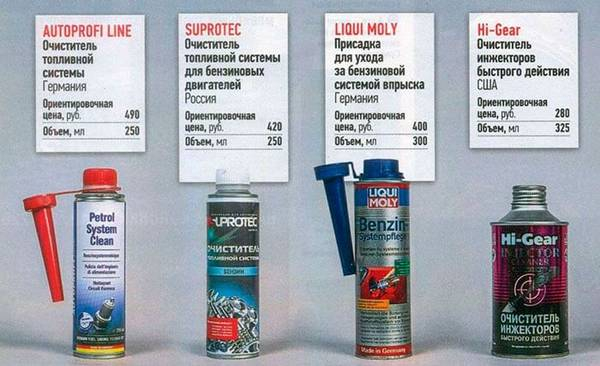 AUTOPROFI LINE
Очиститель
топливной
системы
Германия
Ориентировочная
цена, руб. 490
Объем, мл 250
SUPROTEC
Очиститель
топливной системы
для бензиновых
двигателей
Россия
Ориентировочная
цена, руб. 420
Объем, мл 250
LIQUI MOLY
Присадка
для ухода
за бензиновой
системой впрыска
Германия
Ориентировочная
цена, руб. 400
Объем, мл 300
Hi-Gear
Очиститель
инжекторов
быстрого действия
США
Ориентировочная
цена, руб. 280
Объем, мл 325
Petrol
System
Clean
SUPROTEC
ОЧИСТИТЕЛЬ
ТОПЛИВНОЙ СИСТЕМЫ
БЕНЗИН
LIQUI
MOLY
Benzin-
Systempflege
Made in Germany
Hi-Gear
INJECTOR
CLEANER
ОЧИСТИТЕЛЬ
ИНЖЕКТОРОВ
БЫСТРОГО ДЕЙСТВИЯ